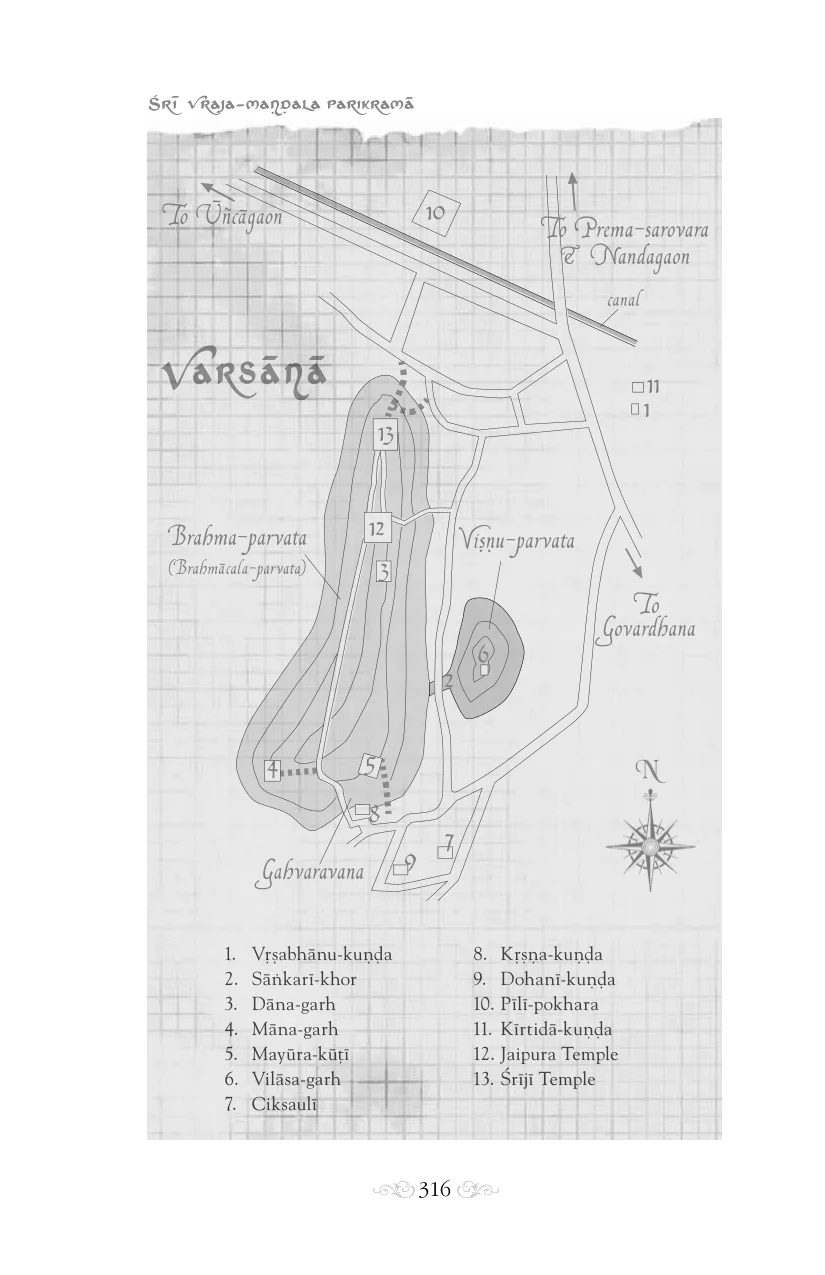 Śrī Vraja-maṇḍala Parikramā
To Ūñcāgaon
10
To Prema-sarovara
& Nandagaon
canal
Varsāṇā
11
1
13
12
Brahma-parvata
(Brahmācala-parvata)
Viṣṇu-parvata
3
To
Govardhana
6
2
4
5
N
8
7
9
Gahvaravana
1. Vṛṣabhānu-kuṇḍa
2. Sāṅkarī-khor
3. Dāna-garh
4. Māna-garh
5. Mayūra-kūṭī
6. Vilāsa-garh
7. Ciksaulī
8. Kṛṣṇa-kuṇḍa
9. Dohanī-kuṇḍa
10. Pīlī-pokhara
11. Kīrtidā-kuṇḍa
12. Jaipura Temple
13. Śrījī Temple
316